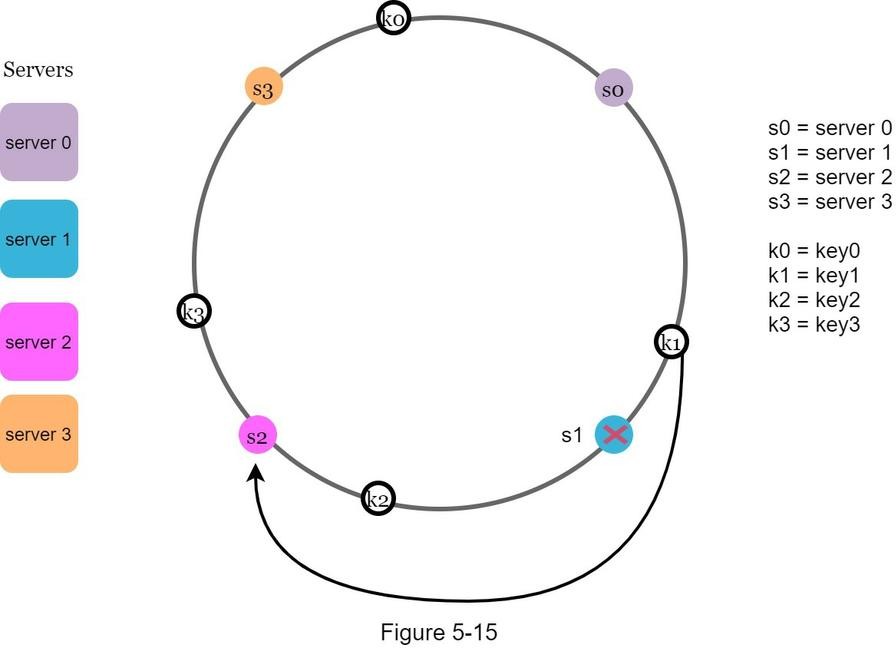 Servers
server 0
server 1
server 2
server 3
k0
s0
s3
k3
k1
s2
s1
k2
s0 = server 0
s1 = server 1
s2 = server 2
s3 = server 3
k0 = key0
k1 = key1
k2 = key2
k3 = key3
Figure 5-15